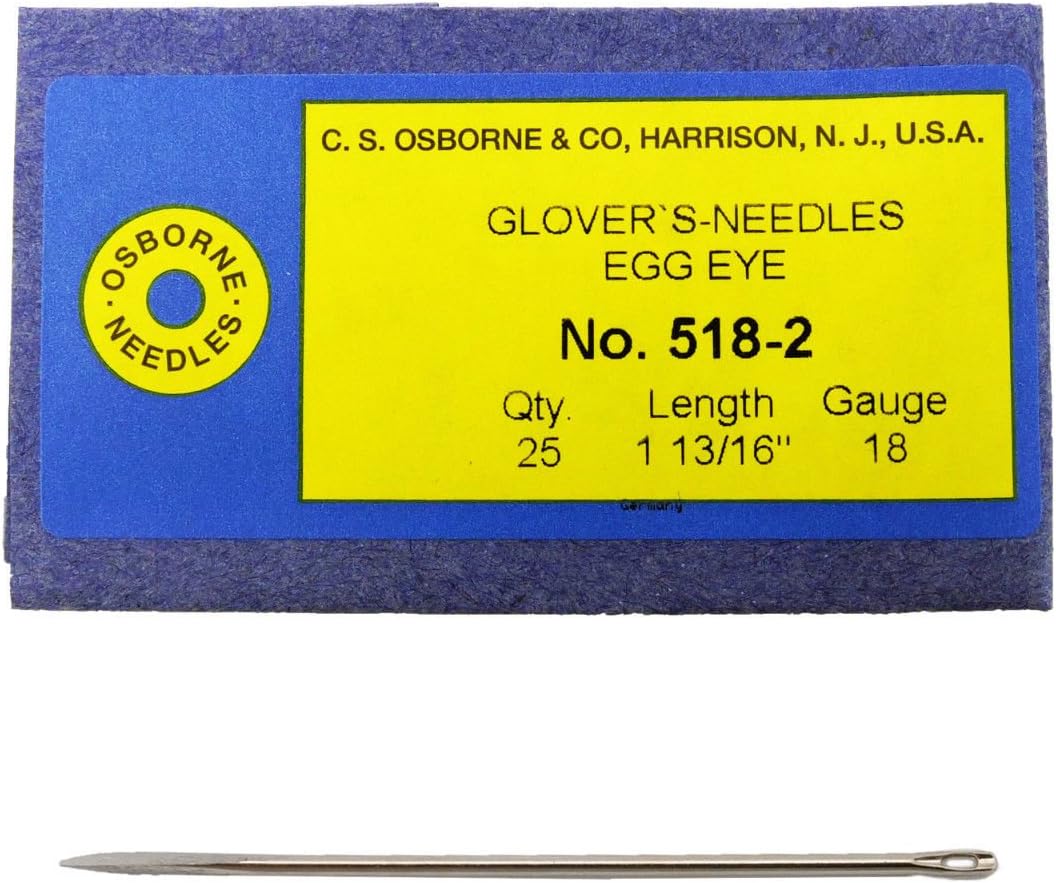 C. S. OSBORNE & CO, HARRISON, N. J., U.S.A.
GLOVER`S-NEEDLES
EGG EYE
No. 518-2
Qty. Length Gauge
25 1 13/16" 18
Germany
· OSBORNE ·
NEEDLES